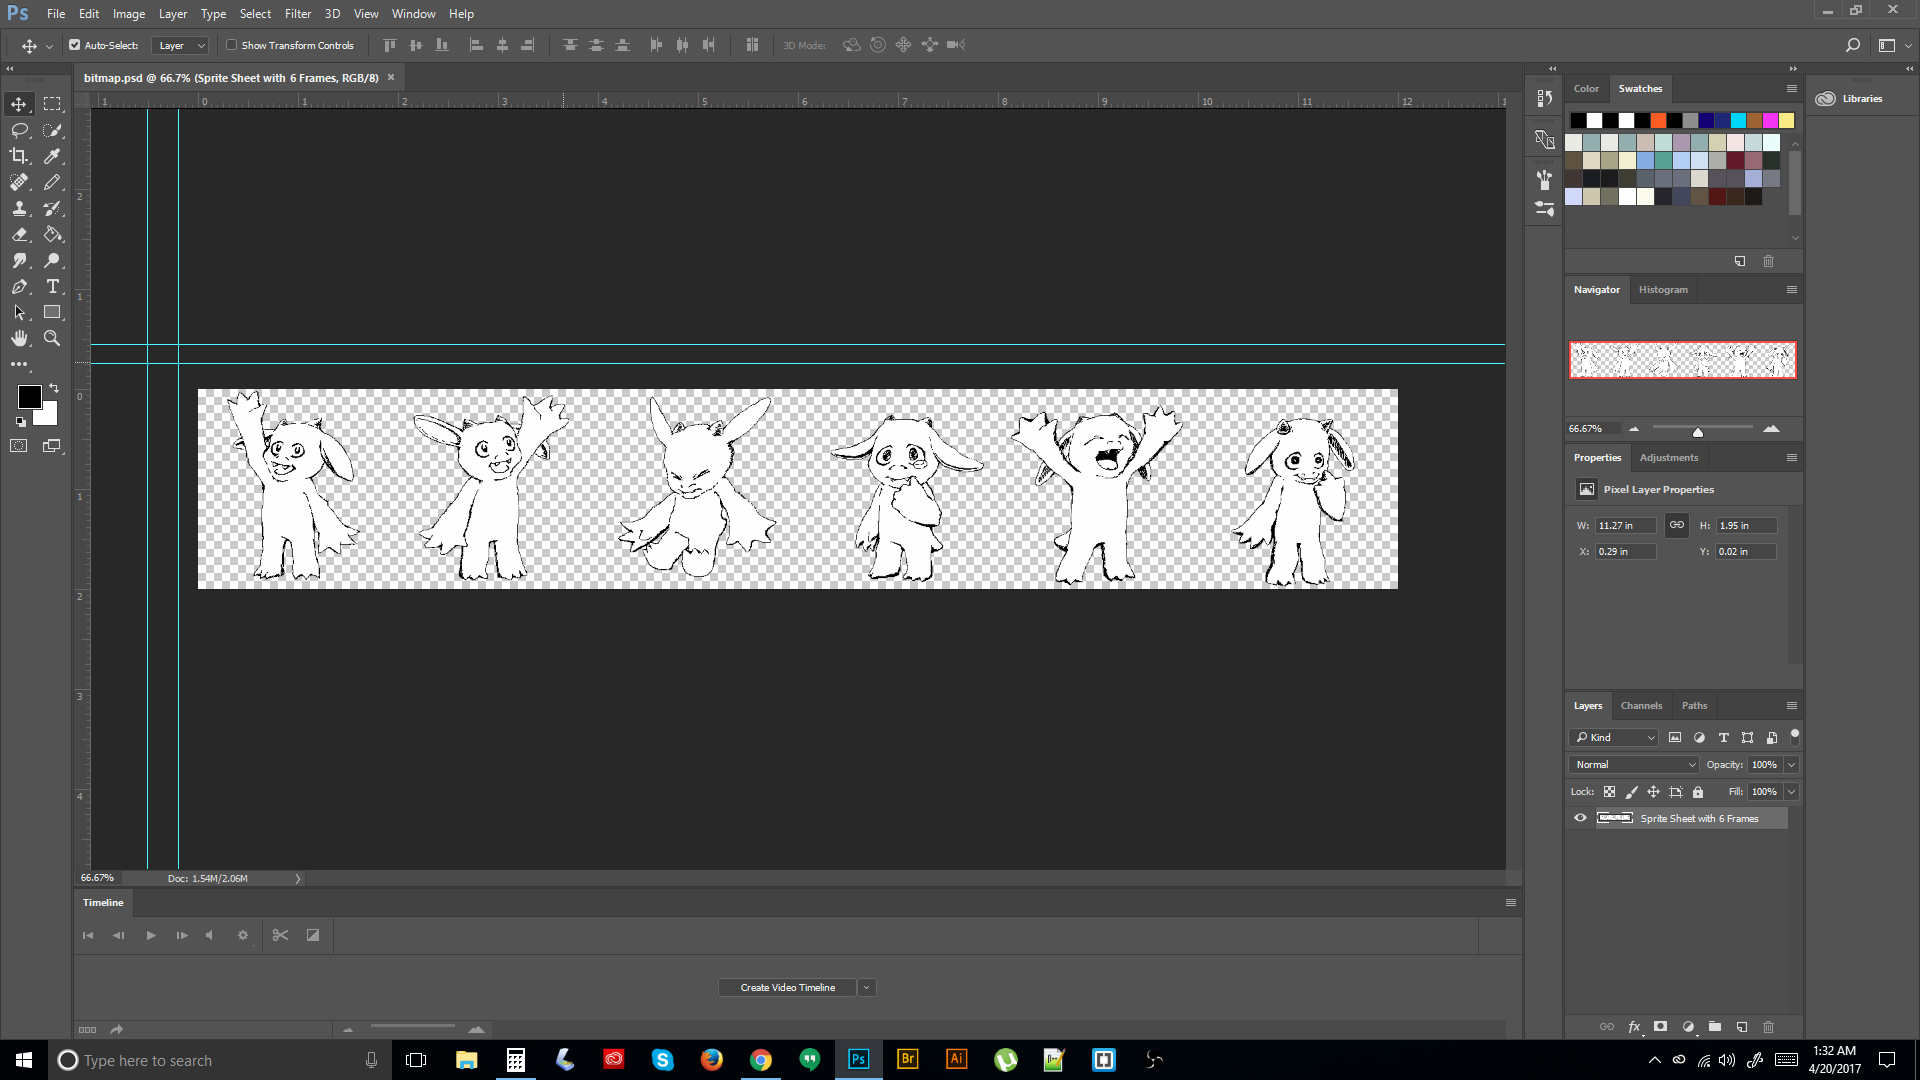 Ps File Edit Image Layer Type Select Filter 3D View Window Help
Auto-Select: Layer Show Transform Controls 3D Mode:
bitmap.psd @ 66.7% (Sprite Sheet with 6 Frames, RGB/8) ×
1 0 1 2 3 4 5 6 7 8 9 10 11 12 1
2
1
0
1
2
3
4
66.67% Doc: 1.54M/2.06M
Timeline
Create Video Timeline
Color Swatches
Libraries
Navigator Histogram
66.67%
Properties Adjustments
Pixel Layer Properties
W: 11.27 in H: 1.95 in
X: 0.29 in Y: 0.02 in
Layers Channels Paths
Kind
Normal Opacity: 100%
Lock: Fill: 100%
Sprite Sheet with 6 Frames
fx
Type here to search
Ps Br Ai
1:32 AM
4/20/2017